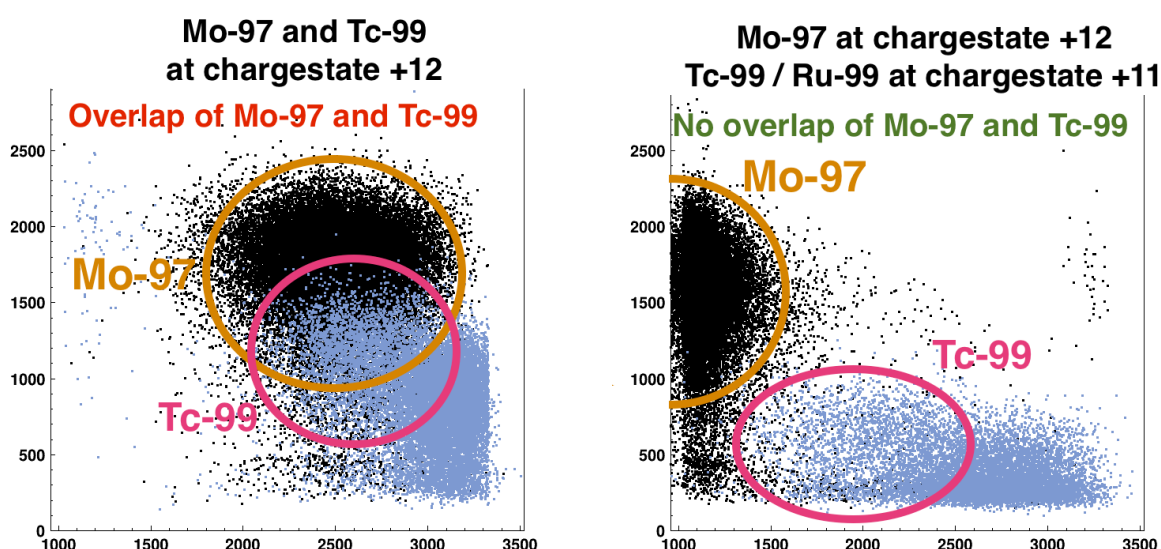 Mo-97 and Tc-99
at chargestate +12
Overlap of Mo-97 and Tc-99
2500
2000
1500
1000
500
0
1000
1500
2000
2500
3000
3500
Mo-97
Tc-99
Mo-97 at chargestate +12
Tc-99 / Ru-99 at chargestate +11
No overlap of Mo-97 and Tc-99
2500
2000
1500
1000
500
0
1000
1500
2000
2500
3000
3500
Mo-97
Tc-99